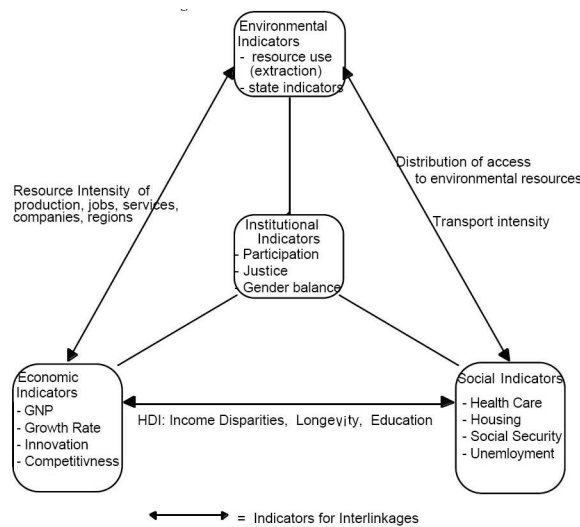 Environmental
Indicators
- resource use
(extraction)
- state indicators
Distribution of access
to environmental resources
Resource Intensity of
production, jobs, services,
companies, regions
Transport intensity
Institutional
Indicators
- Participation
- Justice
- Gender balance
Economic
Indicators
- GNP
- Growth Rate
- Innovation
- Competitivness
HDI: Income Disparities, Longevity, Education
Social Indicators
- Health Care
- Housing
- Social Security
- Unemloyment
= Indicators for Interlinkages